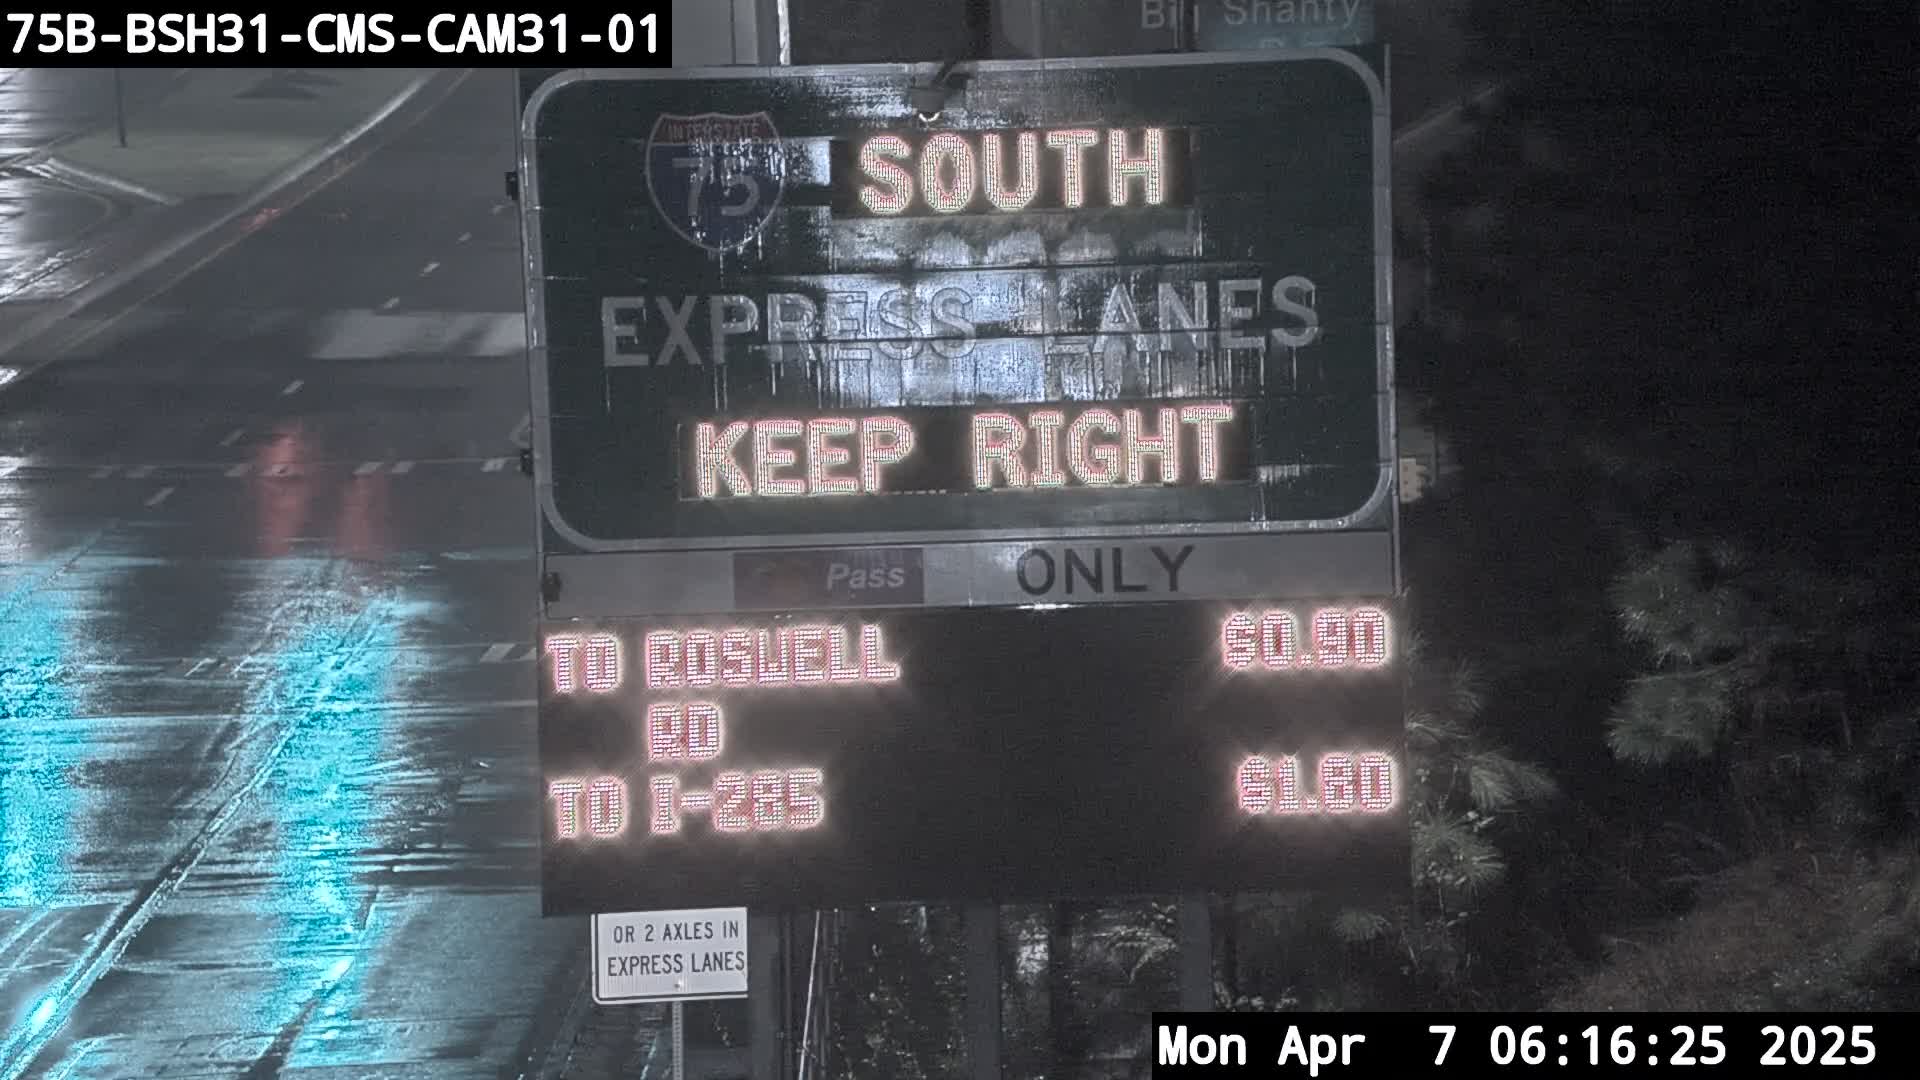 75B-BSH31-CMS-CAM31-01
Shanty
INTERSTATE
75
SOUTH
EXPRESS LANES
KEEP RIGHT
Pass ONLY
TO ROSWELL $0.90
RD
TO I-285 $1.80
OR 2 AXLES IN
EXPRESS LANES
Mon Apr 7 06:16:25 2025